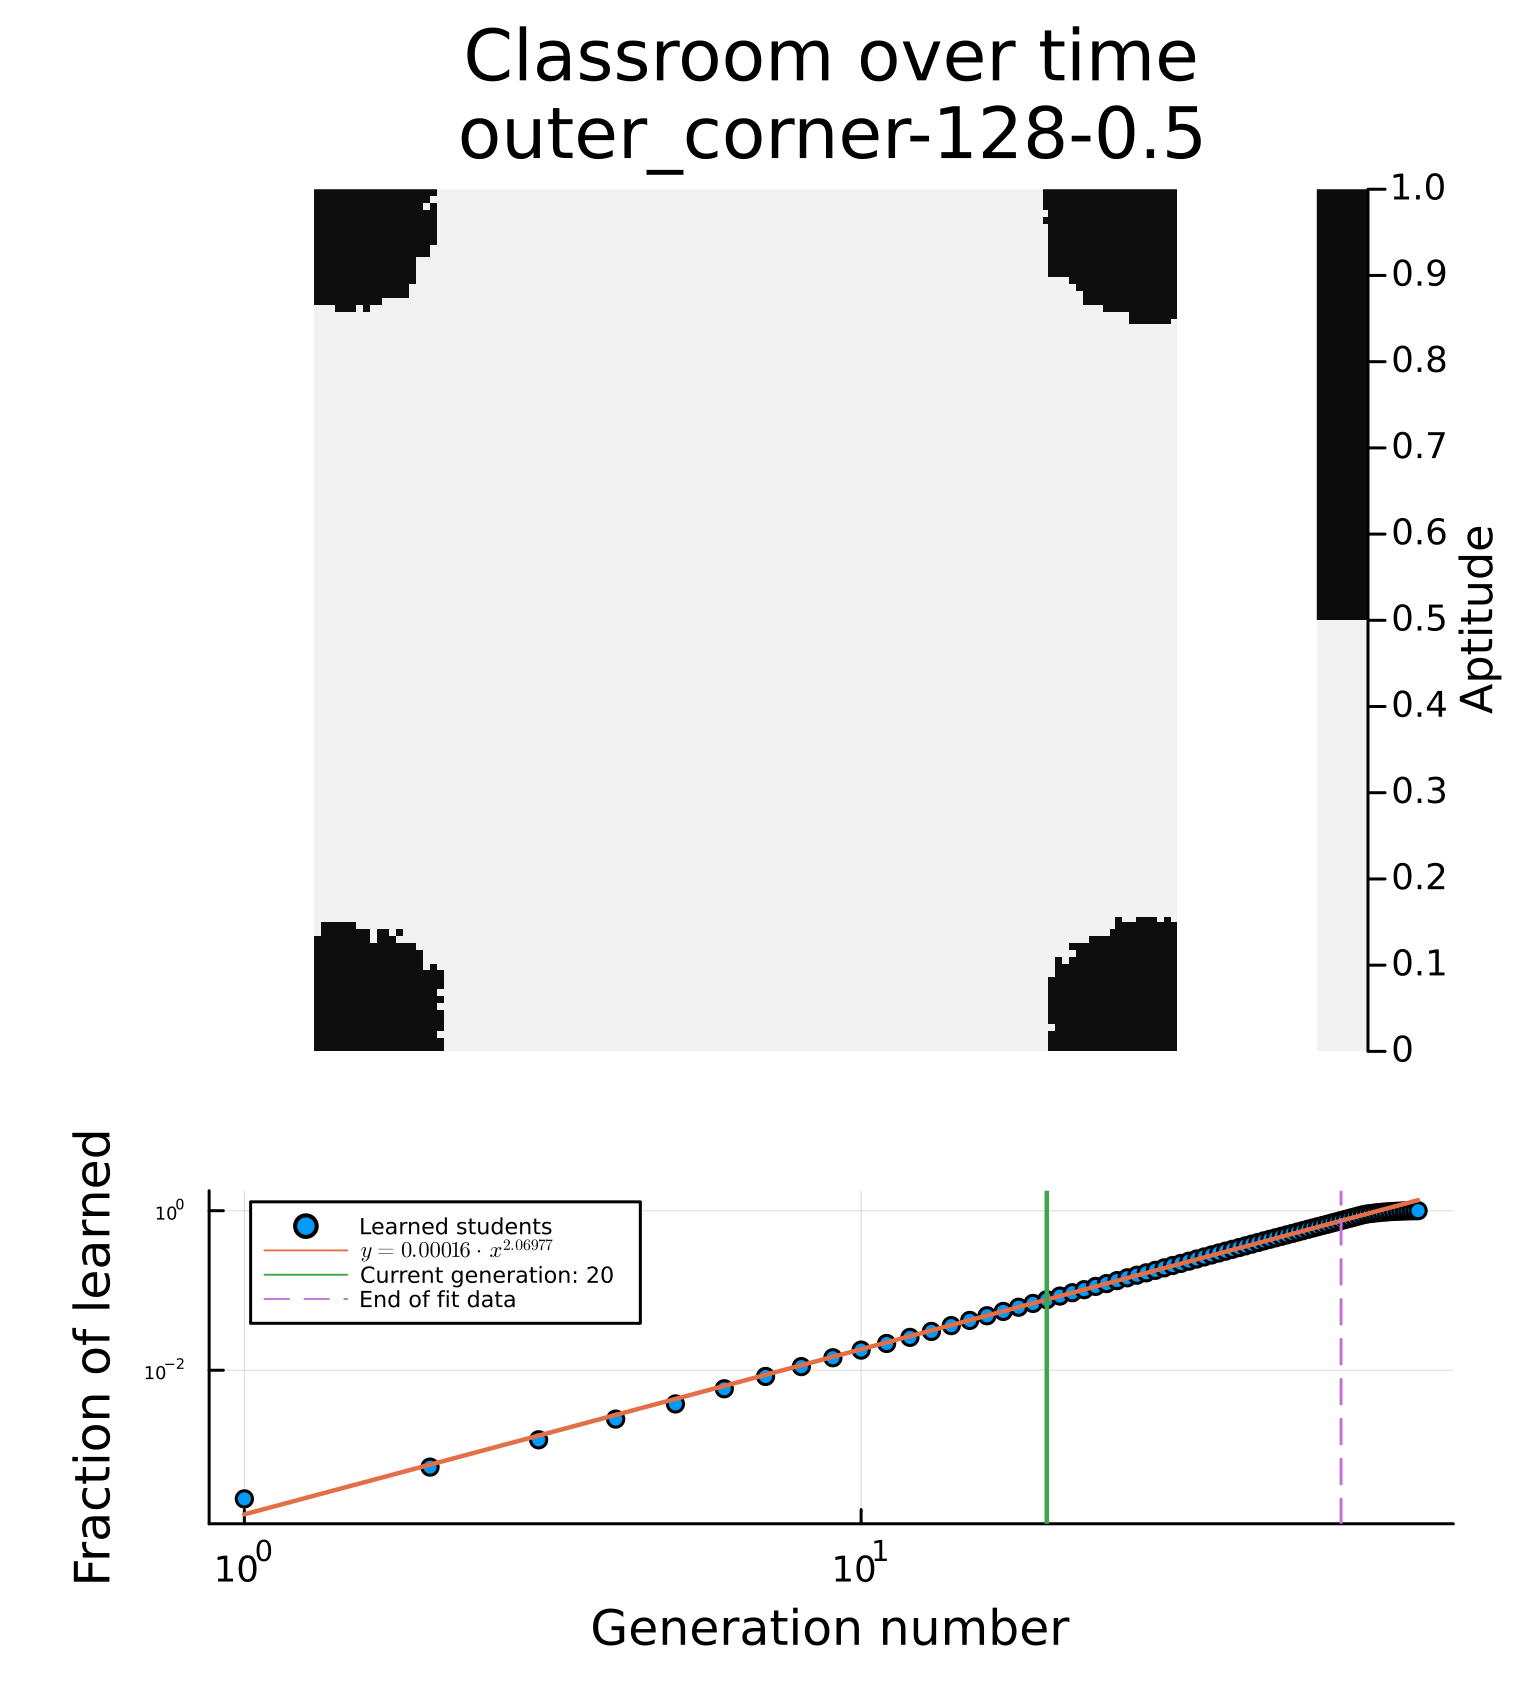 Classroom over time
outer_corner-128-0.5
1.0
0.9
0.8
0.7
0.6
0.5
0.4
0.3
0.2
0.1
0
Aptitude
Fraction of learned
10^0
10^-2
Learned students
y = 0.00016 · x^2.06977
Current generation: 20
End of fit data
10^0
10^1
Generation number